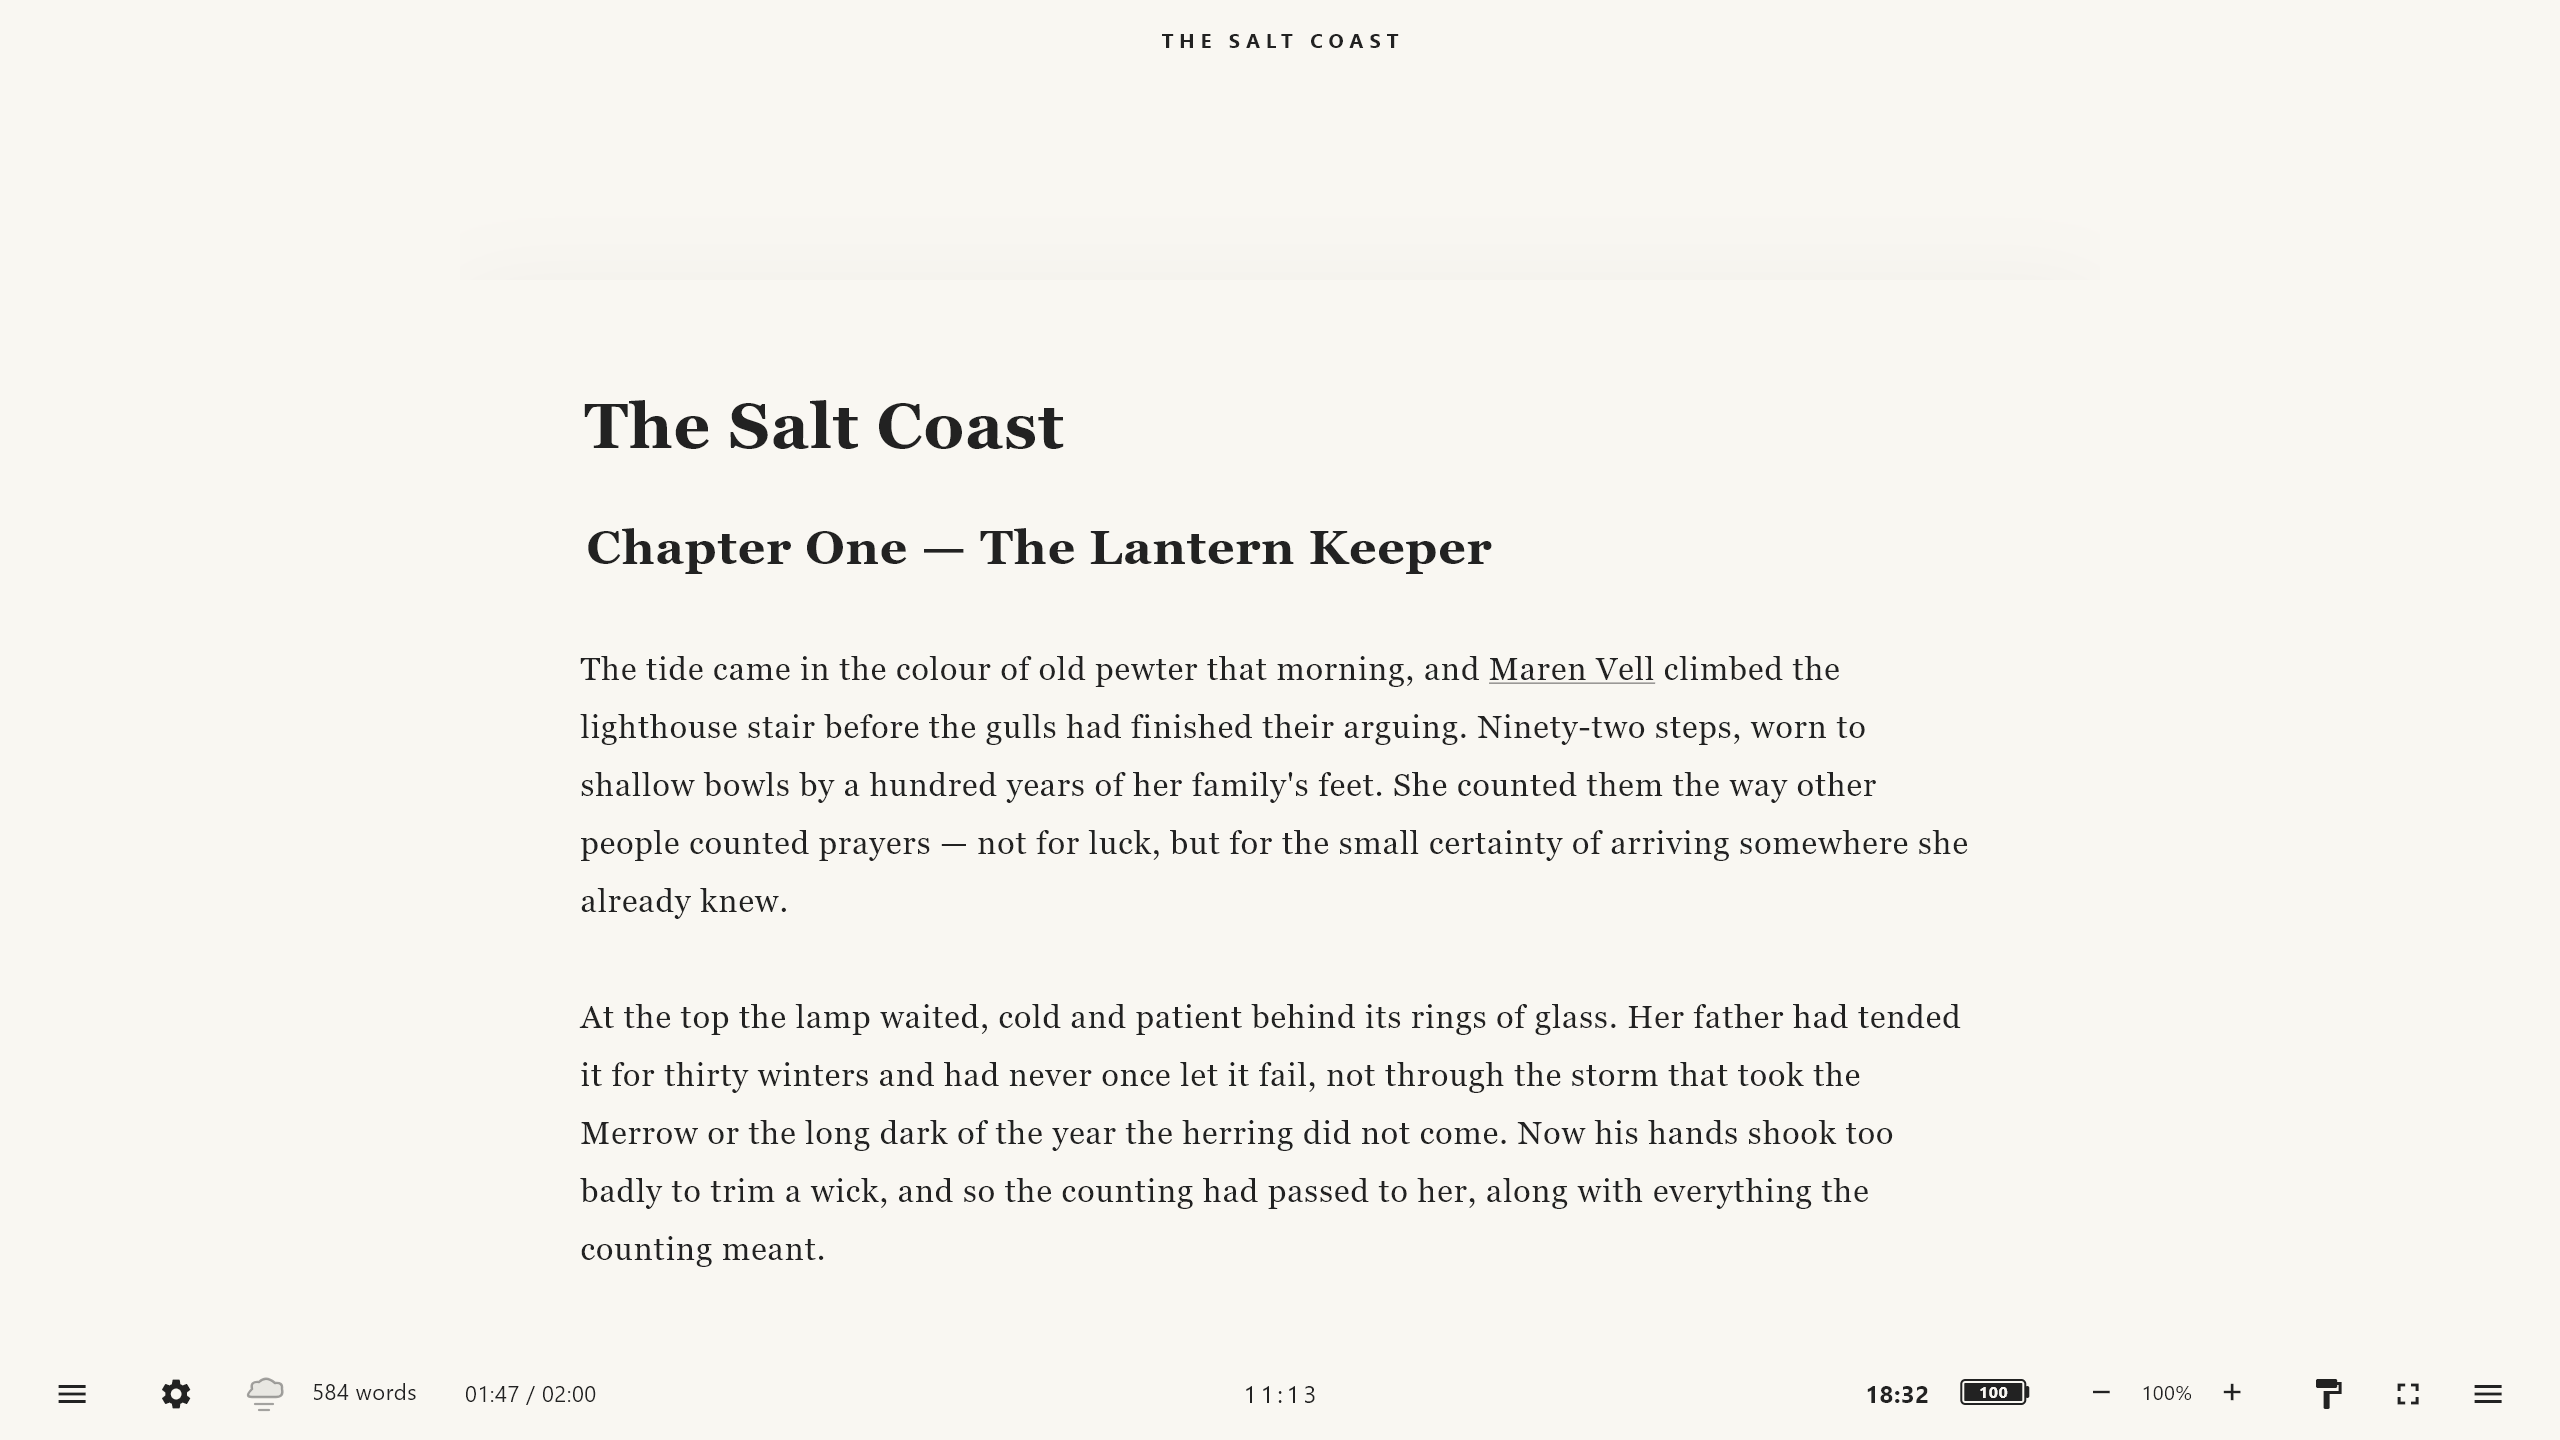 THE SALT COAST
The Salt Coast
Chapter One — The Lantern Keeper
The tide came in the colour of old pewter that morning, and Maren Vell climbed the
lighthouse stair before the gulls had finished their arguing. Ninety-two steps, worn to
shallow bowls by a hundred years of her family's feet. She counted them the way other
people counted prayers — not for luck, but for the small certainty of arriving somewhere she
already knew.
At the top the lamp waited, cold and patient behind its rings of glass. Her father had tended
it for thirty winters and had never once let it fail, not through the storm that took the
Merrow or the long dark of the year the herring did not come. Now his hands shook too
badly to trim a wick, and so the counting had passed to her, along with everything the
counting meant.
584 words 01:47 / 02:00 11:13 18:32 100 − 100% +